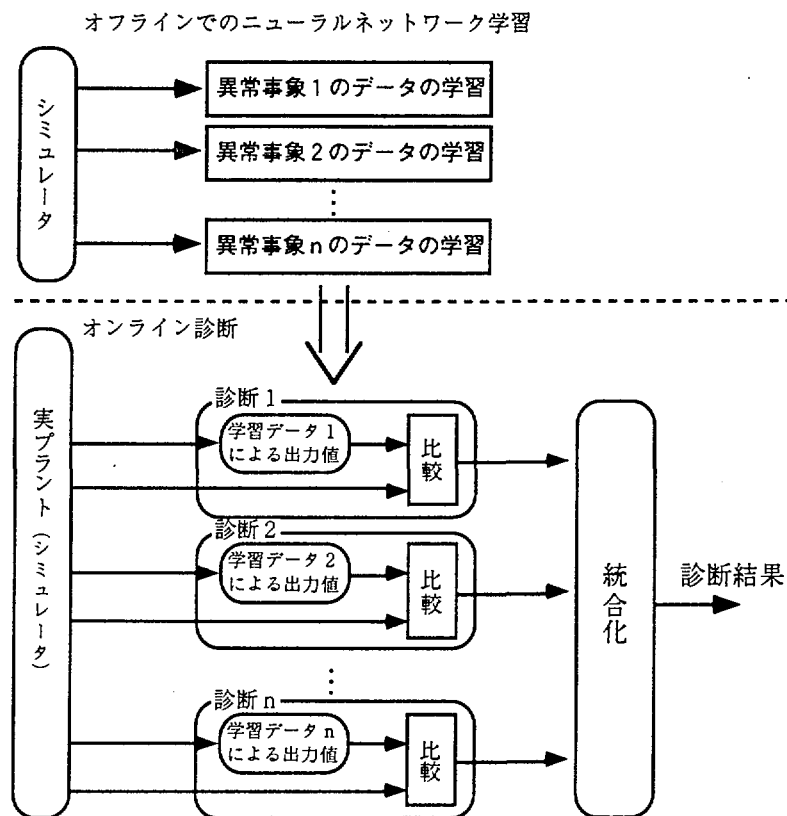 オフラインでのニューラルネットワーク学習
シミュレータ
異常事象1のデータの学習
異常事象2のデータの学習
⋮
異常事象nのデータの学習
オンライン診断
実プラント(シミュレータ)
診断1
学習データ1
による出力値
比較
診断2
学習データ2
による出力値
比較
⋮
診断n
学習データn
による出力値
比較
統合化
診断結果